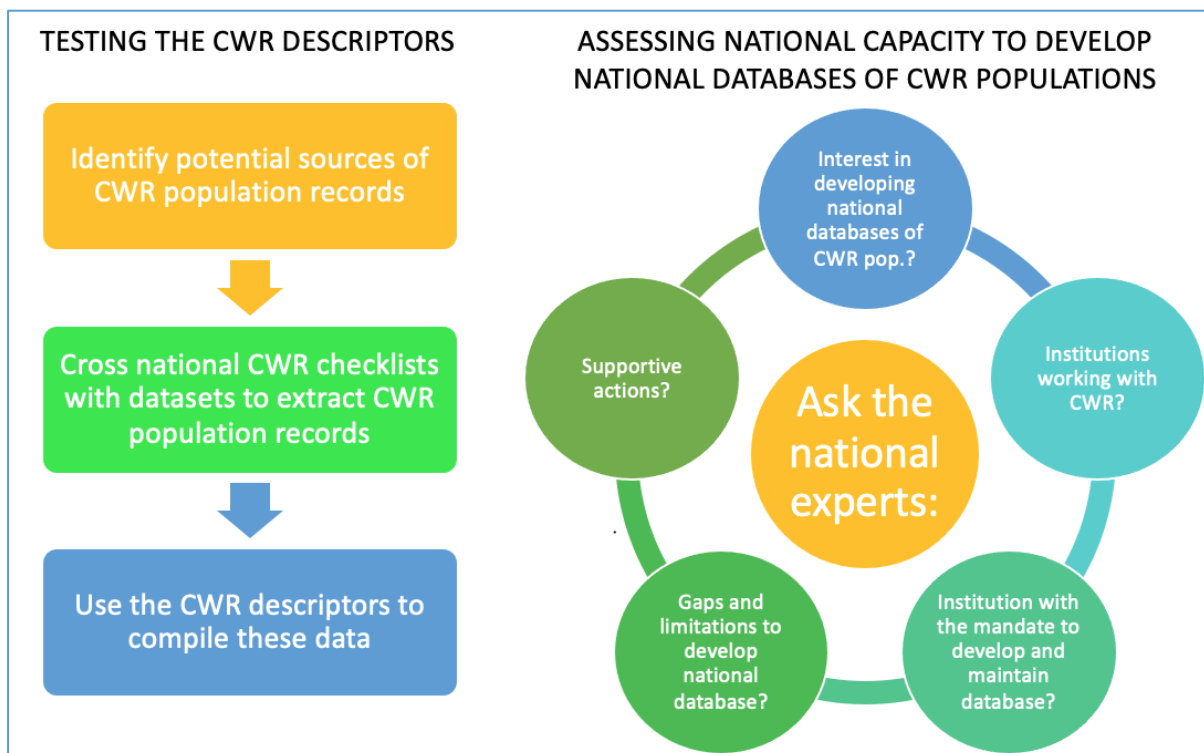 TESTING THE CWR DESCRIPTORS
Identify potential sources of
CWR population records
Cross national CWR checklists
with datasets to extract CWR
population records
Use the CWR descriptors to
compile these data
ASSESSING NATIONAL CAPACITY TO DEVELOP
NATIONAL DATABASES OF CWR POPULATIONS
Interest in
developing
national
databases of
CWR pop.?
Institutions
working with
CWR?
Institution with
the mandate to
develop and
maintain
database?
Gaps and
limitations to
develop
national
database?
Supportive
actions?
Ask the
national
experts: